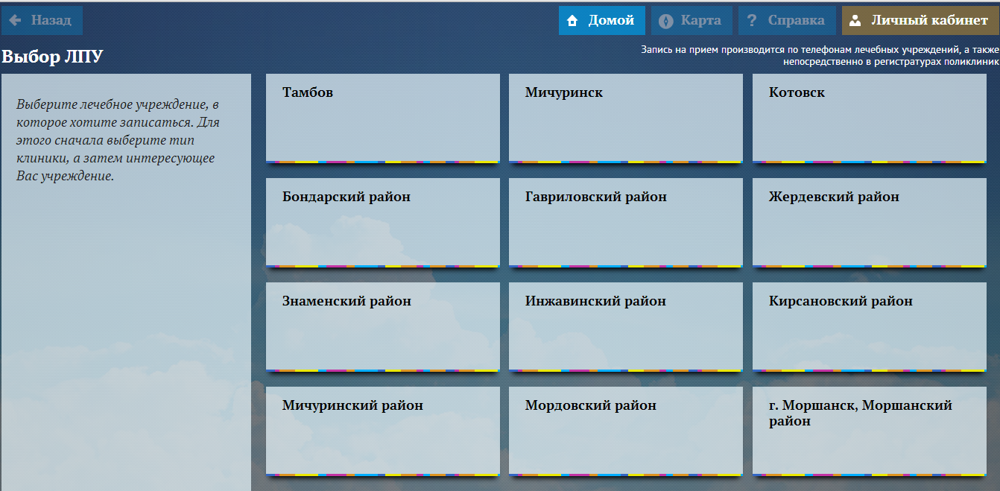 Назад
Домой
Карта
Справка
Личный кабинет
Выбор ЛПУ
Запись на прием производится по телефонам лечебных учреждений, а также
непосредственно в регистратурах поликлиник
Выберите лечебное учреждение, в
которое хотите записаться. Для
этого сначала выберите тип
клиники, а затем интересующее
Вас учреждение.
Тамбов
Мичуринск
Котовск
Бондарский район
Гавриловский район
Жердевский район
Знаменский район
Инжавинский район
Кирсановский район
Мичуринский район
Мордовский район
г. Моршанск, Моршанский
район